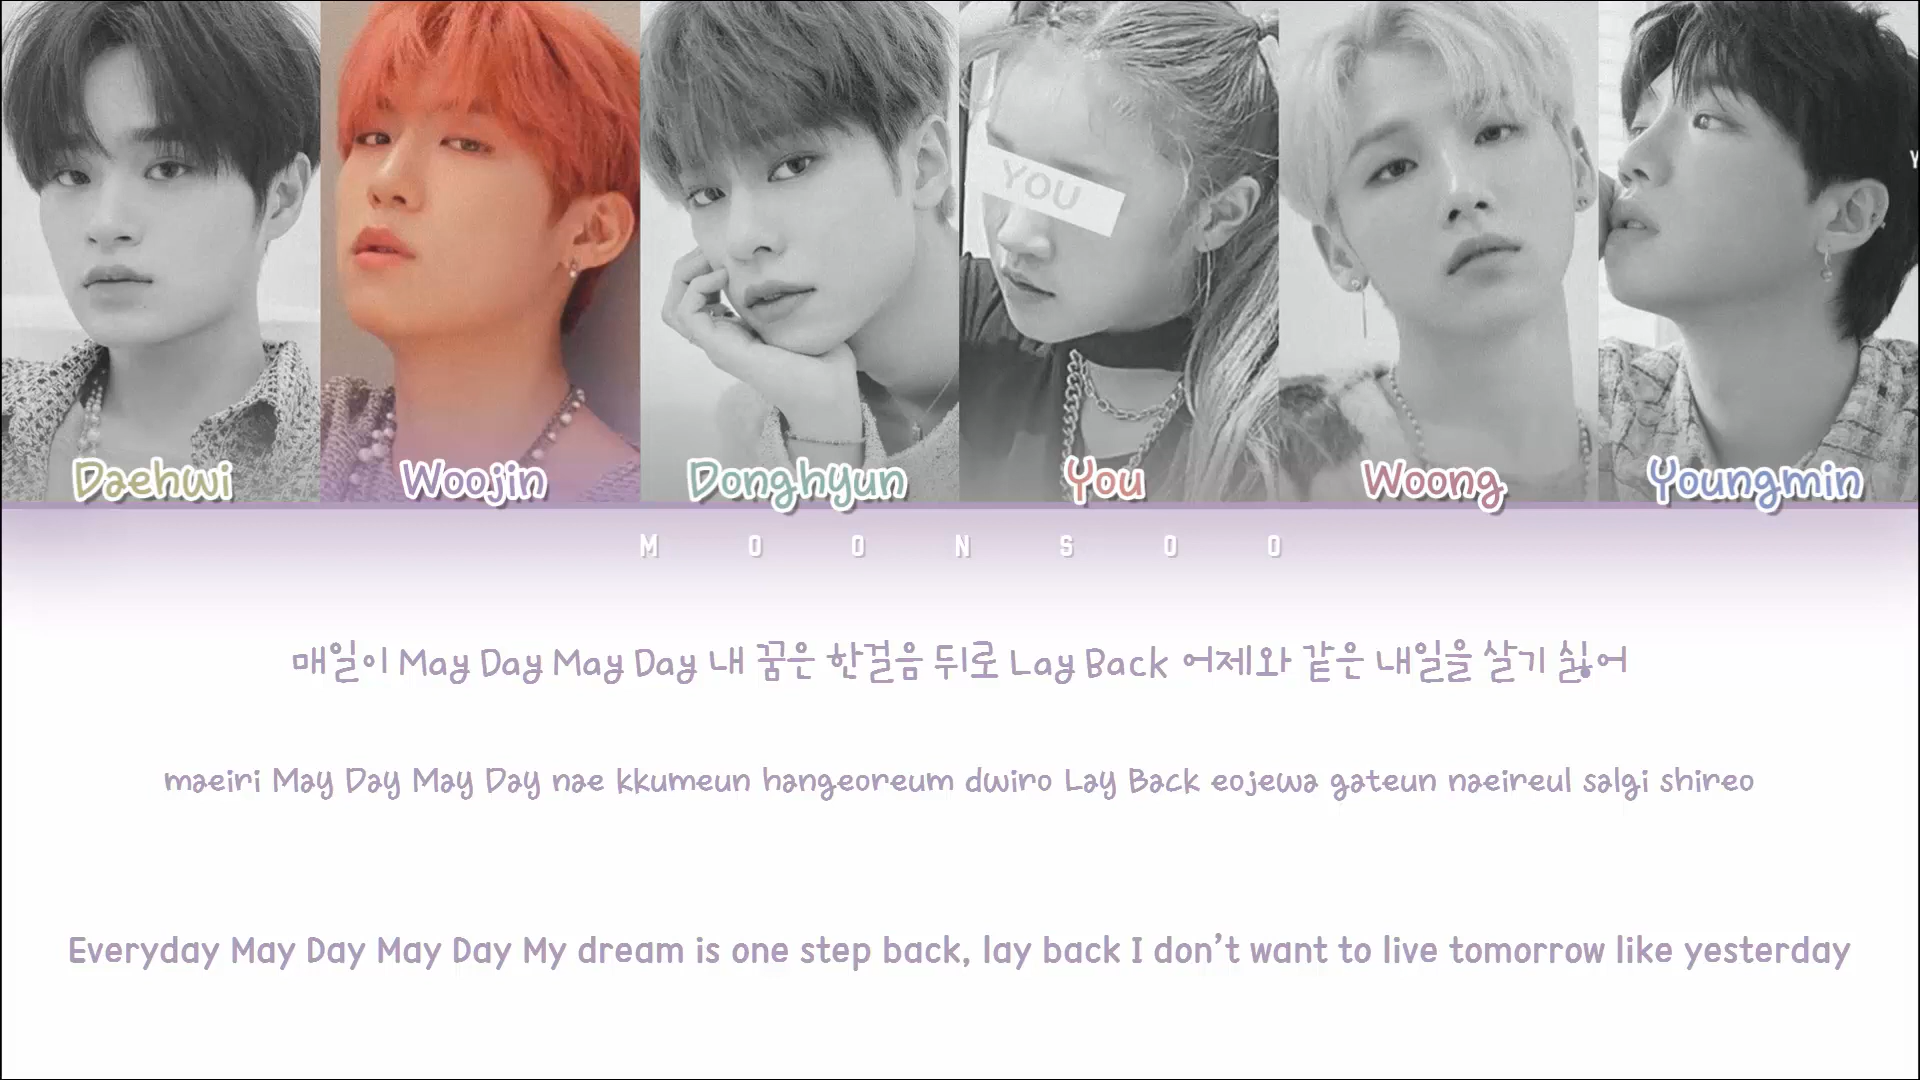 YOU
Y
Daehwi Woojin Donghyun You Woong Youngmin
M O O N S O O
매일이 May Day May Day 내 꿈은 한걸음 뒤로 Lay Back 어제와 같은 내일을 살기 싫어
maeiri May Day May Day nae kkumeun hangeoreum dwiro Lay Back eojewa gateun naeireul salgi shireo
Everyday May Day May Day My dream is one step back, lay back I don't want to live tomorrow like yesterday